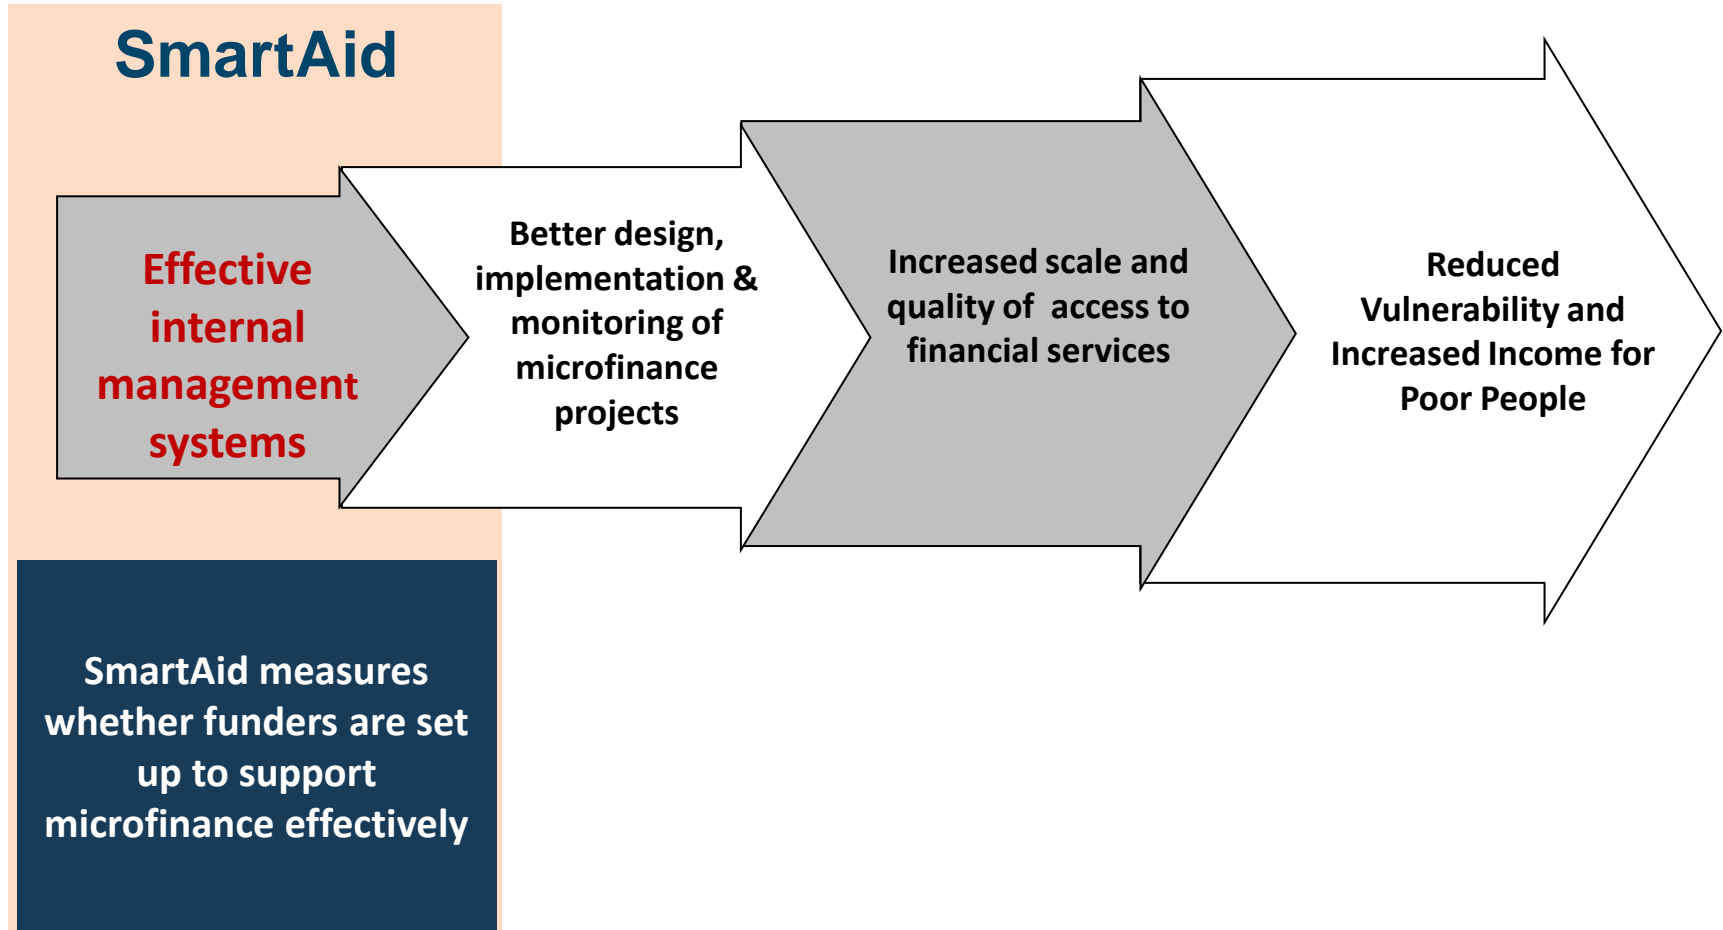 SmartAid
Effective
internal
management
systems
Better design,
implementation &
monitoring of
microfinance
projects
Increased scale and
quality of  access to
financial services
Reduced
Vulnerability and
Increased Income for
Poor People
SmartAid measures
whether funders are set
up to support
microfinance effectively